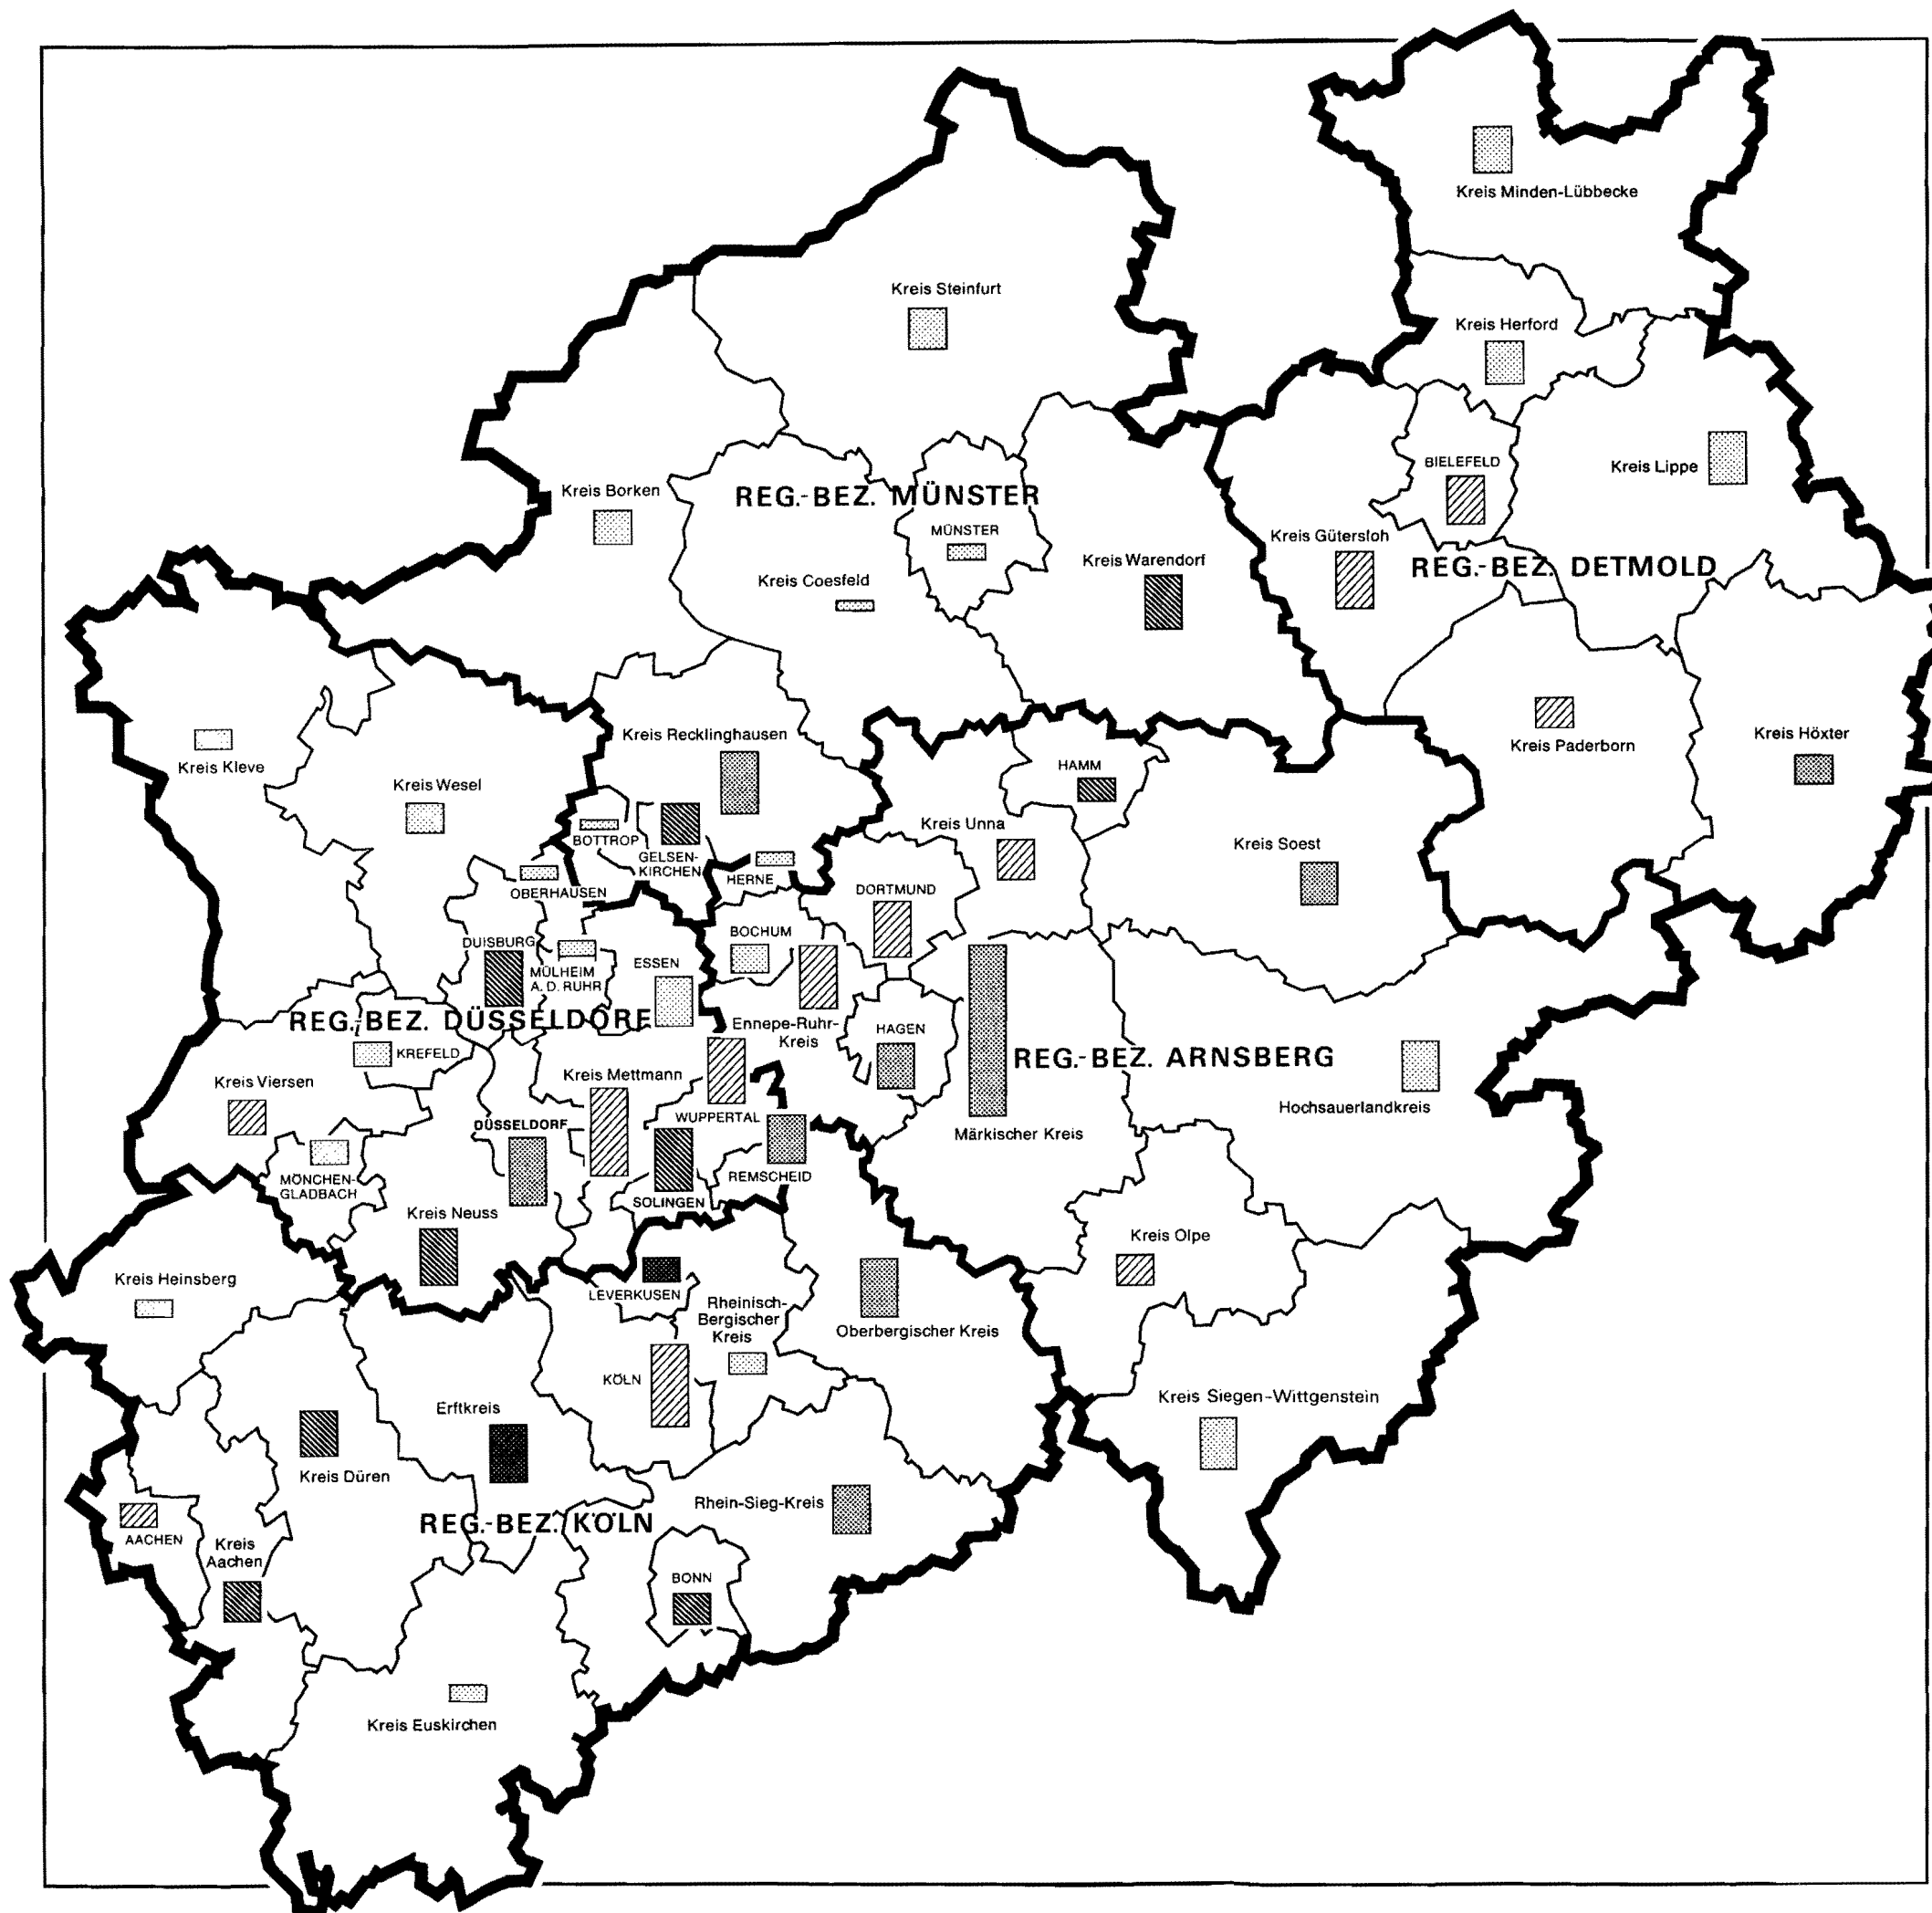 Kreis Minden-Lübbecke
Kreis Steinfurt
Kreis Herford
BIELEFELD
Kreis Lippe
Kreis Borken
REG.-BEZ. MÜNSTER
MÜNSTER
Kreis Gütersloh
Kreis Warendorf
REG.-BEZ. DETMOLD
Kreis Coesfeld
Kreis Recklinghausen
Kreis Höxter
Kreis Paderborn
Kreis Kleve
HAMM
Kreis Wesel
Kreis Unna
BOTTROP
Kreis Soest
GELSEN-
KIRCHEN
HERNE
OBERHAUSEN
DORTMUND
BOCHUM
DUISBURG
ESSEN
MÜLHEIM
A. D. RUHR
REG.-BEZ. DÜSSELDORF
Ennepe-Ruhr-
Kreis
HAGEN
KREFELD
REG.-BEZ. ARNSBERG
Kreis Mettmann
Kreis Viersen
Hochsauerlandkreis
WUPPERTAL
DÜSSELDORF
Märkischer Kreis
REMSCHEID
MÖNCHEN-
GLADBACH
SOLINGEN
Kreis Neuss
Kreis Olpe
Kreis Heinsberg
LEVERKUSEN
Rheinisch-
Bergischer
Kreis
Oberbergischer Kreis
KÖLN
Kreis Siegen-Wittgenstein
Erftkreis
Kreis Düren
Rhein-Sieg-Kreis
REG.-BEZ. KÖLN
AACHEN
Kreis
Aachen
BONN
Kreis Euskirchen